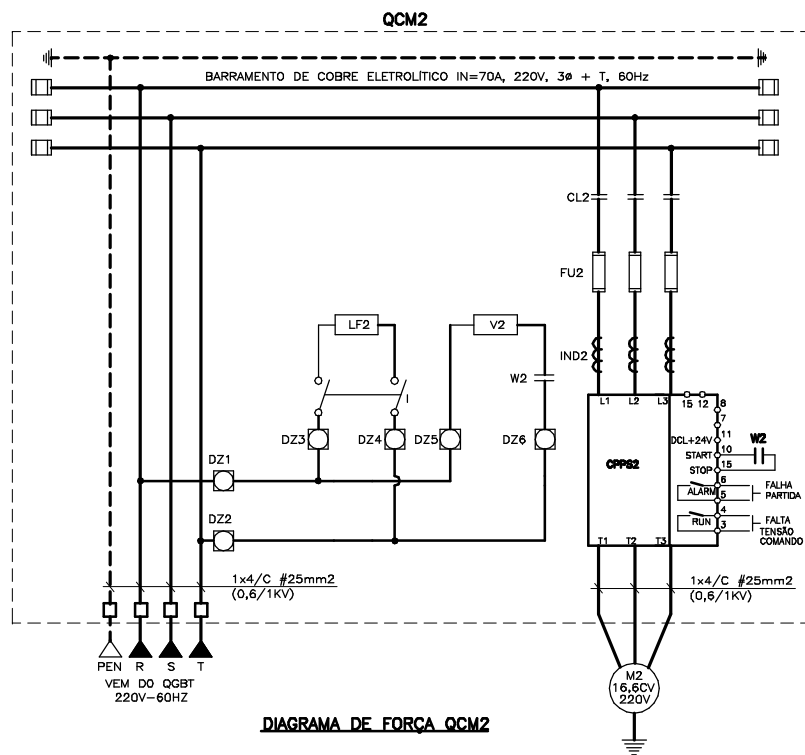 QCM2
BARRAMENTO DE COBRE ELETROLÍTICO IN=70A, 220V, 3ø + T, 60Hz
CL2
FU2
LF2
V2
IND2
W2
L1 L2 L3
15 12
8
7
DZ3 DZ4 DZ5 DZ6
DCL+24V 11
START 10
W2
CPPS2
STOP 15
DZ1
6
ALARM
5
FALHA
PARTIDA
4
RUN
3
FALTA
TENSÃO
COMANDO
DZ2
T1 T2 T3
1x4/C #25mm2
(0,6/1KV)
1x4/C #25mm2
(0,6/1KV)
PEN R S T
VEM DO QGBT
220V-60HZ
M2
16,6CV
220V
DIAGRAMA DE FORÇA QCM2